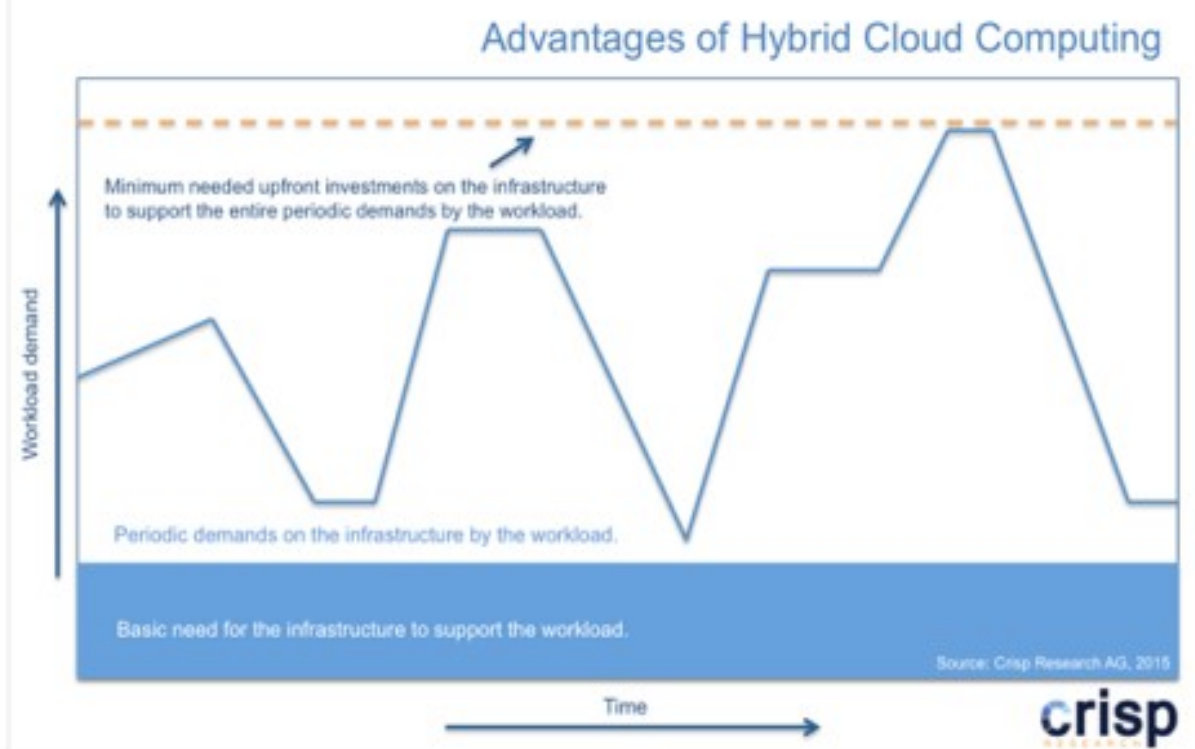 Advantages of Hybrid Cloud Computing
Minimum needed upfront investments on the infrastructure
to support the entire periodic demands by the workload.
Workload demand
Periodic demands on the infrastructure by the workload.
Basic need for the infrastructure to support the workload.
Source: Crisp Research AG, 2015
Time
crisp
RESEARCH